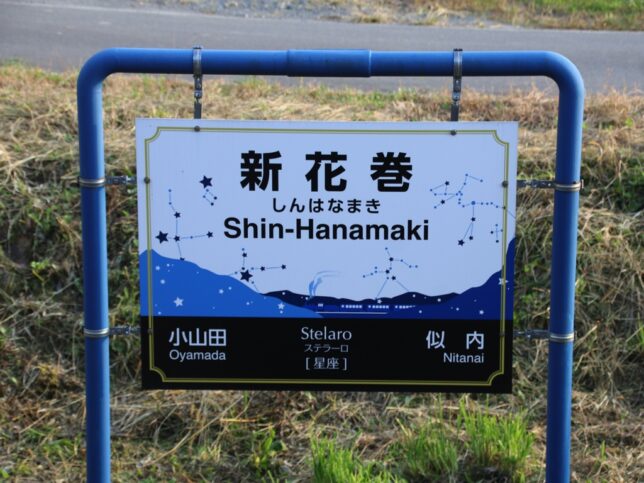 新花巻
しんはなまき
Shin-Hanamaki
小山田
Oyamada
Stelaro
ステラーロ
[星座]
似内
Nitanai